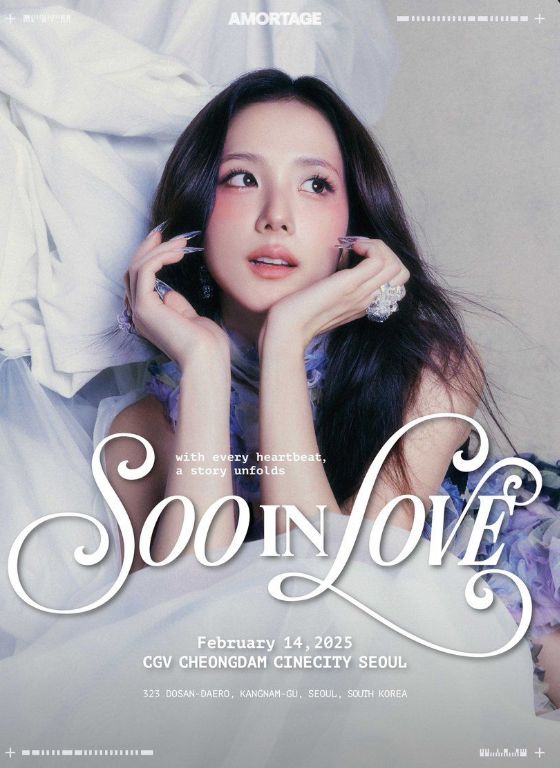 AMORTAGE
with every heartbeat,
a story unfolds
SOO IN LOVE
February 14, 2025
CGV CHEONGDAM CINECITY SEOUL
323 DOSAN-DAERO, KANGNAM-GU, SEOUL, SOUTH KOREA